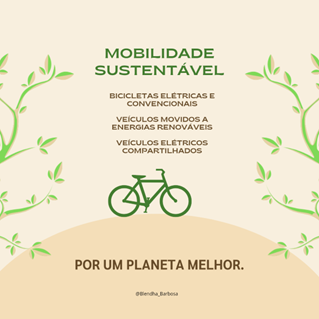 MOBILIDADE
SUSTENTÁVEL
BICICLETAS ELÉTRICAS E
CONVENCIONAIS
VEÍCULOS MOVIDOS A
ENERGIAS RENOVÁVEIS
VEÍCULOS ELÉTRICOS
COMPARTILHADOS
POR UM PLANETA MELHOR.
@Blendha_Barbosa